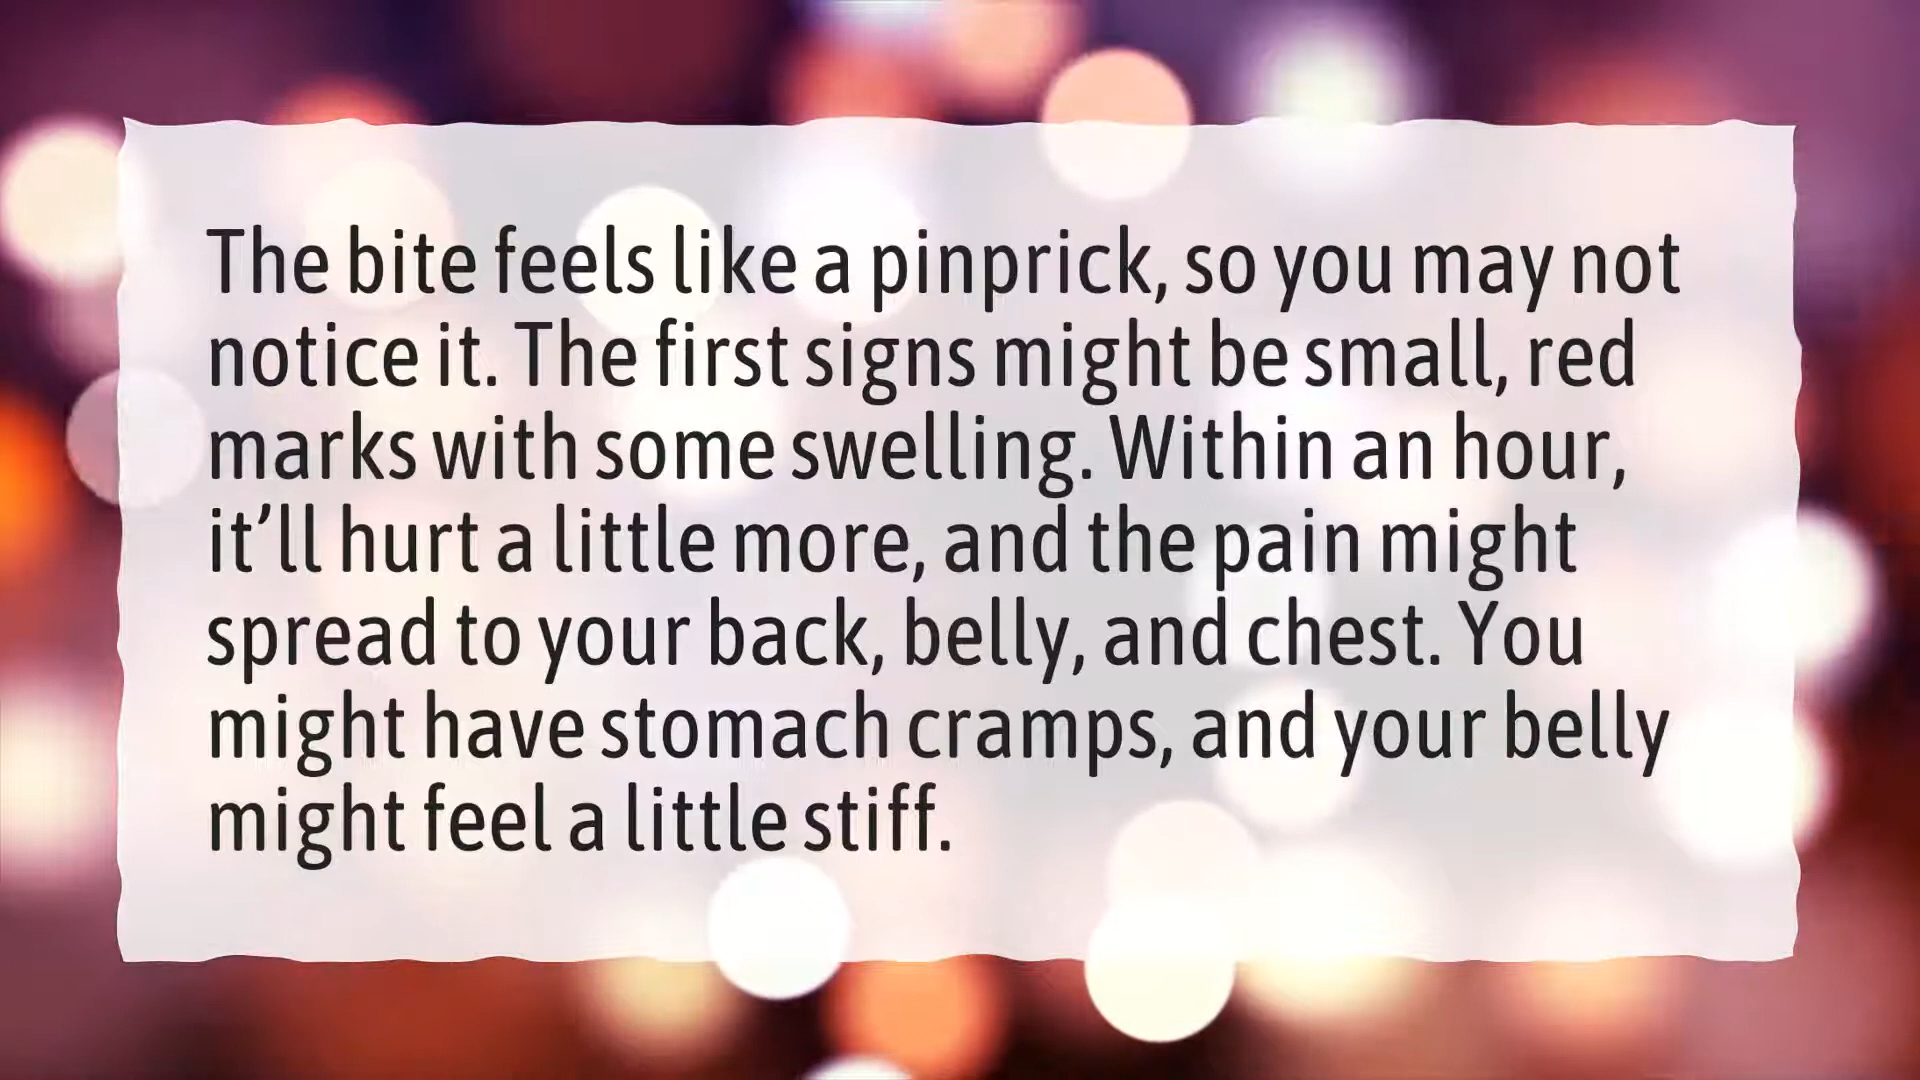 The bite feels like a pinprick, so you may not
notice it. The first signs might be small, red
marks with some swelling. Within an hour,
it’ll hurt a little more, and the pain might
spread to your back, belly, and chest. You
might have stomach cramps, and your belly
might feel a little stiff.